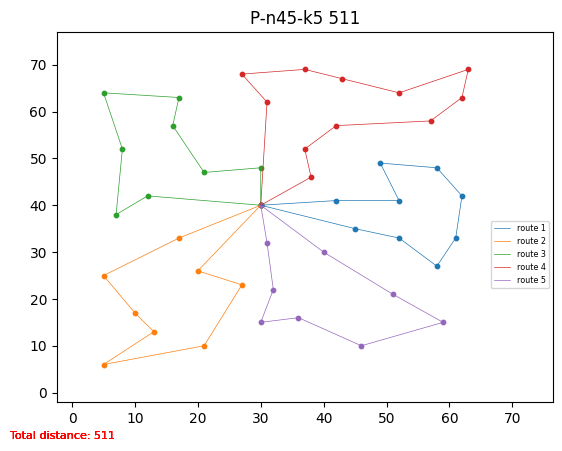 P-n45-k5 511
70
60
50
40
30
20
10
0
route 1
route 2
route 3
route 4
route 5
0 10 20 30 40 50 60 70
Total distance: 511